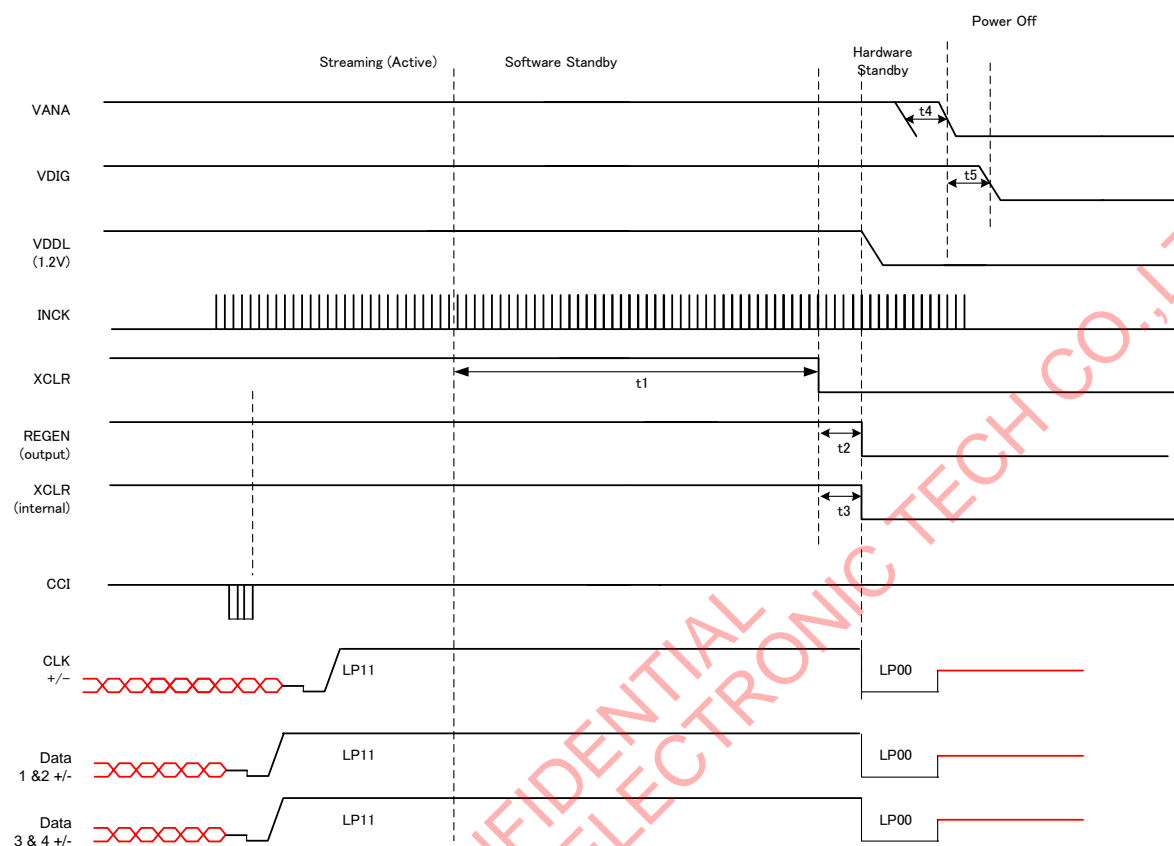 Power Off
Streaming (Active)
Software Standby
Hardware
Standby
VANA
t4
VDIG
t5
VDDL
(1.2V)
INCK
XCLR
t1
REGEN
(output)
t2
XCLR
(internal)
t3
CCI
CLK
+/-
LP11
LP00
Data
1 &2 +/-
LP11
LP00
Data
3 & 4 +/-
LP11
LP00
NFIDENTIAL
ELECTRONIC TECH CO.,L